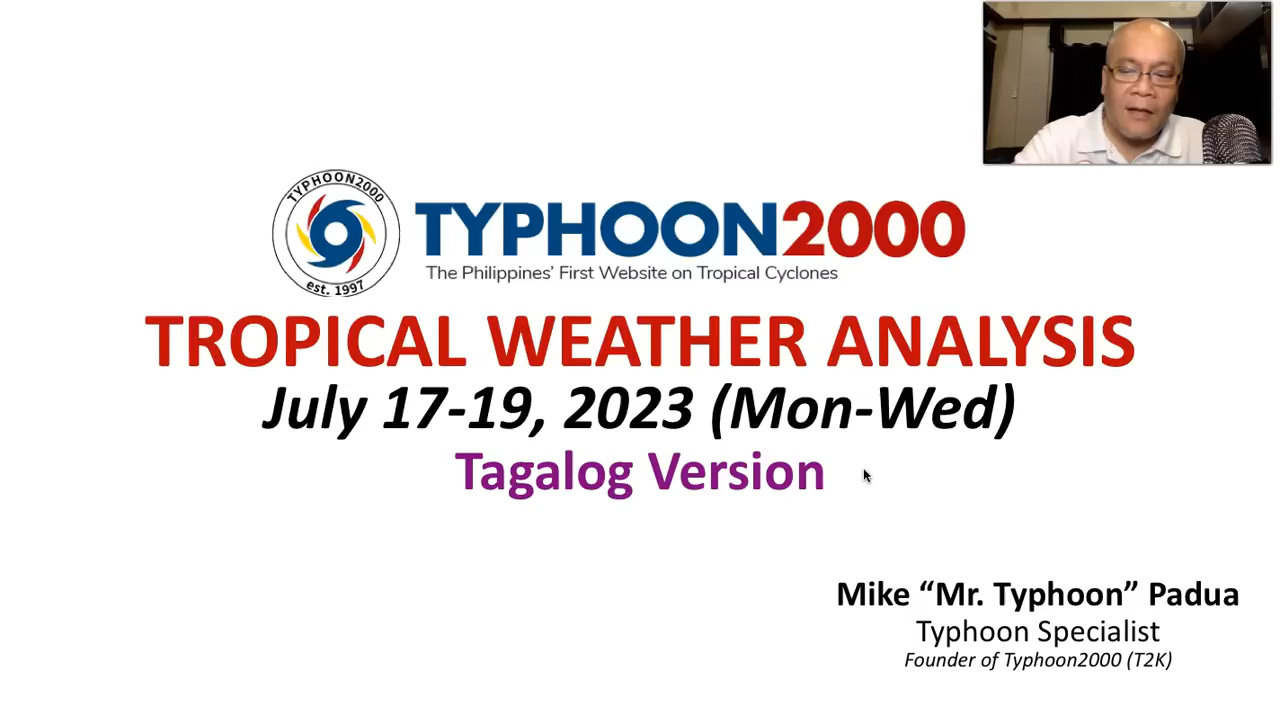 TYPHOON2000
est. 1997
TYPHOON2000
The Philippines' First Website on Tropical Cyclones
TROPICAL WEATHER ANALYSIS
July 17-19, 2023 (Mon-Wed)
Tagalog Version
Mike “Mr. Typhoon” Padua
Typhoon Specialist
Founder of Typhoon2000 (T2K)